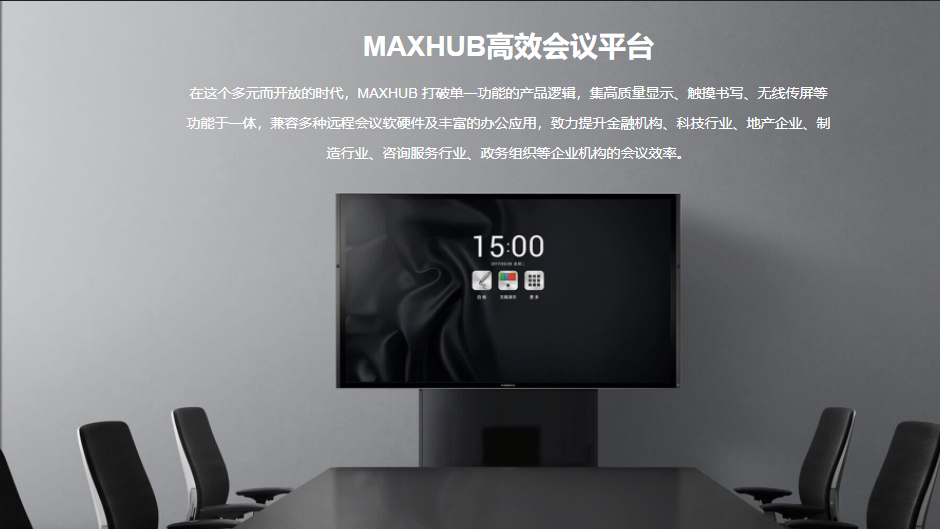 MAXHUB高效会议平台
在这个多元而开放的时代，MAXHUB 打破单一功能的产品逻辑，集高质量显示、触摸书写、无线传屏等
功能于一体，兼容多种远程会议软硬件及丰富的办公应用，致力提升金融机构、科技行业、地产企业、制
造行业、咨询服务行业、政务组织等企业机构的会议效率。
15:00
更多